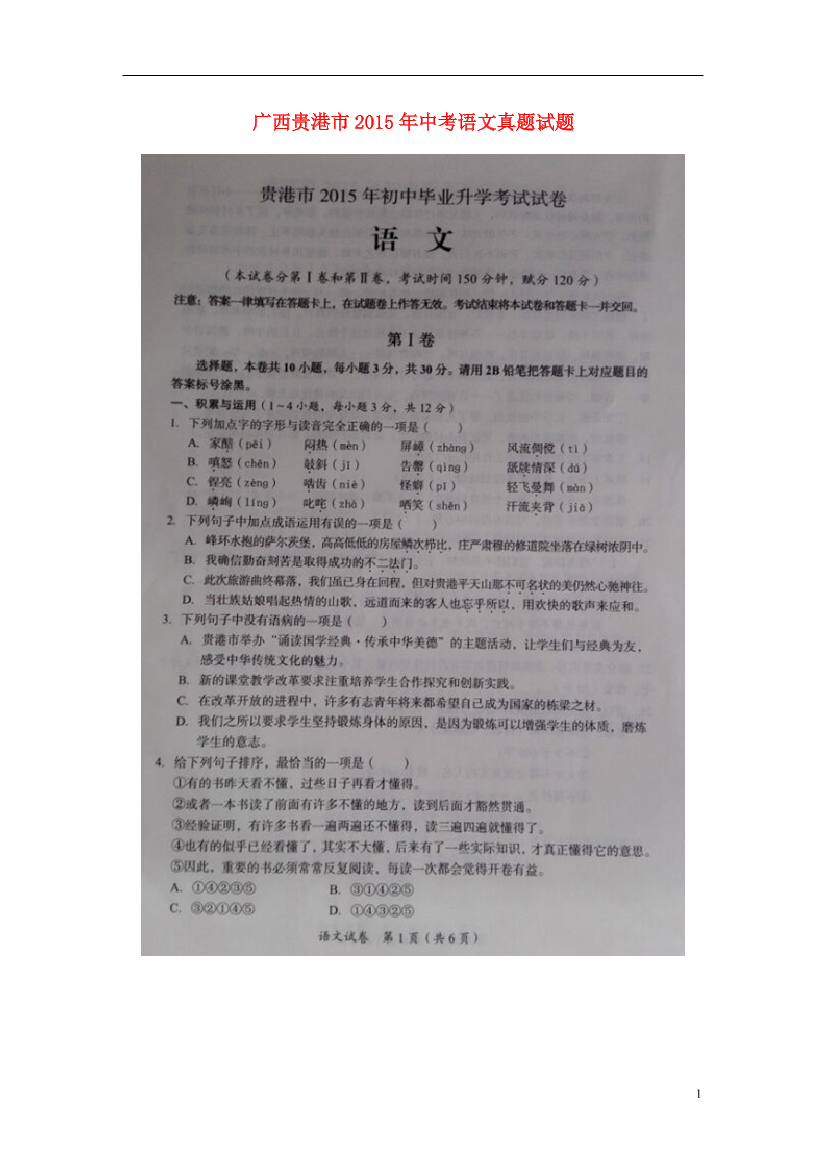 广西贵港市2015年中考语文真题试题
贵港市2015年初中毕业升学考试试卷
语 文
（本试卷分第Ⅰ卷和第Ⅱ卷，考试时间150分钟，赋分120分）
注意：答案一律填写在答题卡上，在试题卷上作答无效。考试结束将本试卷和答题卡一并交回。
第Ⅰ卷
选择题，本卷共10小题，每小题3分，共30分。请用2B铅笔把答题卡上对应题目的
答案标号涂黑。
一、积累与运用（1～4小题，每小题3分，共12分）
1. 下列加点字的字形与读音完全正确的一项是（ ）
A. 家醅（pēi） 闷热（mèn） 屏嶂（zhàng） 风流倜傥（tì）
B. 嗔怒（chēn） 攲斜（jī） 告罄（qìng） 舐犊情深（dú）
C. 锃亮（zèng） 啮齿（niè） 怪癖（pī） 轻飞曼舞（màn）
D. 嶙峋（líng） 叱咤（zhà） 哂笑（shěn） 汗流夹背（jiā）
2. 下列句子中加点成语运用有误的一项是（ ）
A. 峰环水抱的萨尔茨堡，高高低低的房屋鳞次栉比，庄严肃穆的修道院坐落在绿树浓阴中。
B. 我确信勤奋刻苦是取得成功的不二法门。
C. 此次旅游曲终幕落，我们虽已身在回程，但对贵港平天山那不可名状的美仍然心驰神往。
D. 当壮族姑娘唱起热情的山歌，远道而来的客人也忘乎所以，用欢快的歌声来应和。
3. 下列句子中没有语病的一项是（ ）
A. 贵港市举办“诵读国学经典·传承中华美德”的主题活动，让学生们与经典为友，
感受中华传统文化的魅力。
B. 新的课堂教学改革要求注重培养学生合作探究和创新实践。
C. 在改革开放的进程中，许多有志青年将来都希望自己成为国家的栋梁之材。
D. 我们之所以要求学生坚持锻炼身体的原因，是因为锻炼可以增强学生的体质，磨炼
学生的意志。
4. 给下列句子排序，最恰当的一项是（ ）
①有的书昨天看不懂，过些日子再看才懂得。
②或者一本书读了前面有许多不懂的地方，读到后面才豁然贯通。
③经验证明，有许多书看一遍两遍还不懂得，读三遍四遍就懂得了。
④也有的似乎已经看懂了，其实不大懂，后来有了一些实际知识，才真正懂得它的意思。
⑤因此，重要的书必须常常反复阅读，每读一次都会觉得开卷有益。
A. ①④②③⑤ B. ③①④②⑤
C. ③②①④⑤ D. ①④③②⑤
语文试卷 第1页（共6页）
1